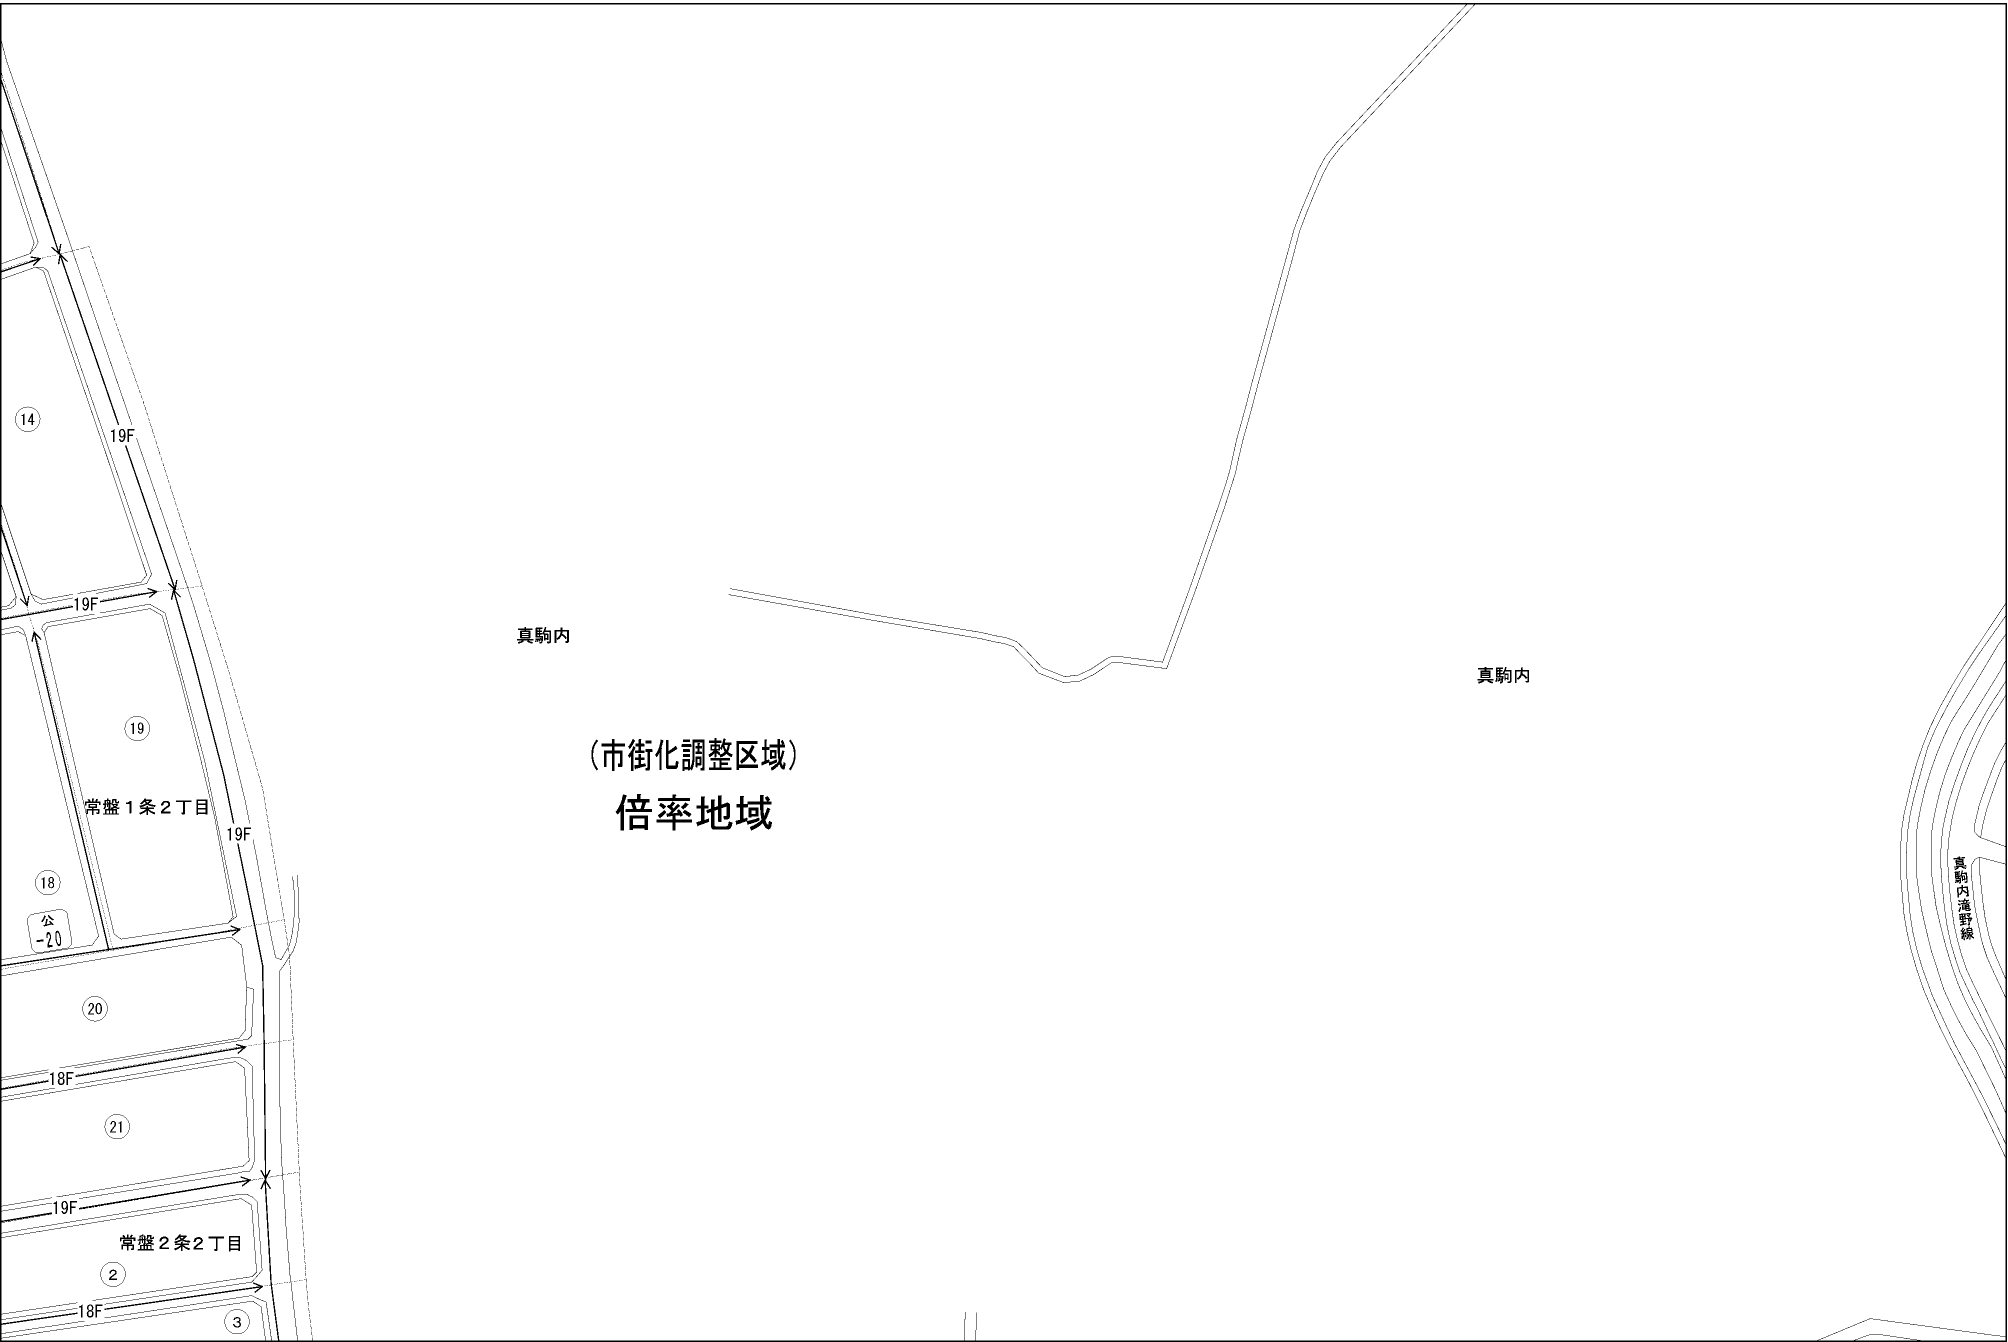 14
19F
19F
真駒内
真駒内
19
(市街化調整区域)
倍率地域
常盤1条2丁目
19F
18
公
-20
真駒内滝野線
20
18F
21
19F
常盤2条2丁目
2
18F
3